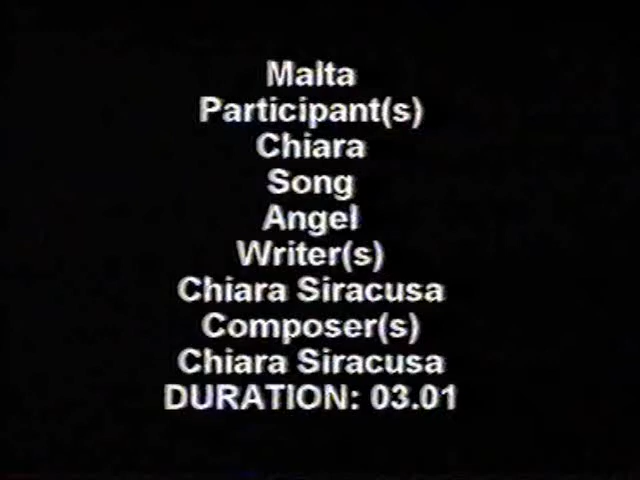 Malta
Participant(s)
Chiara
Song
Angel
Writer(s)
Chiara Siracusa
Composer(s)
Chiara Siracusa
DURATION: 03.01